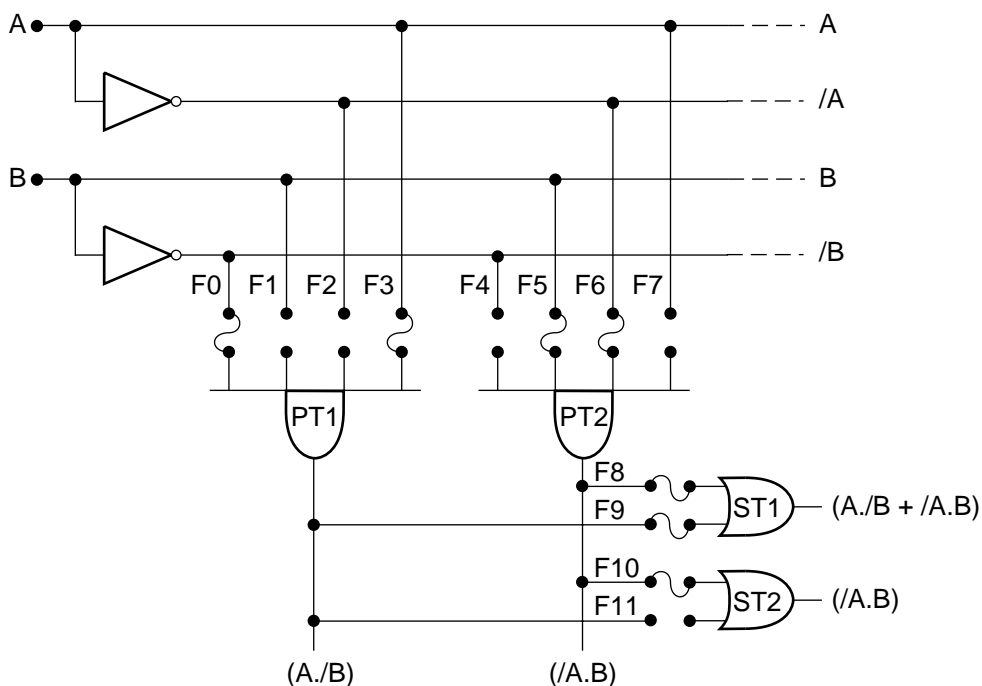 A A
/A
B B
/B
F0 F1 F2 F3 F4 F5 F6 F7
PT1 PT2
F8
F9
ST1 (A./B + /A.B)
F10
F11
ST2 (/A.B)
(A./B) (/A.B)